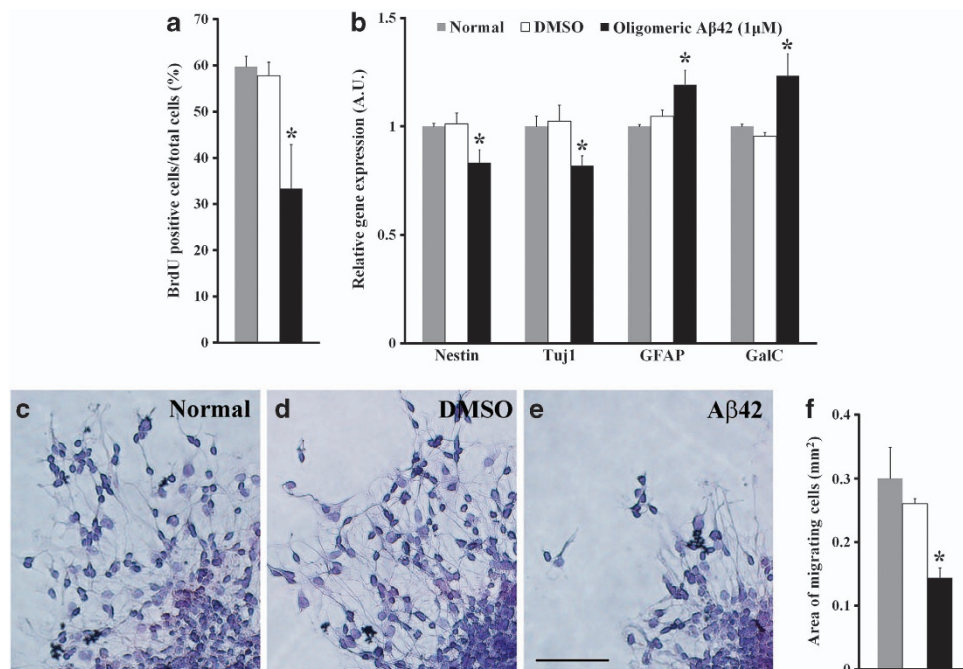 a
BrdU positive cells/total cells (%)
70
60
50
40
30
20
10
0
*
b
Normal DMSO Oligomeric Aβ42 (1μM)
Relative gene expression (A.U.)
1.5
1
0.5
0
* * * *
Nestin Tuj1 GFAP GalC
c Normal
d DMSO
e Aβ42
f
Area of migrating cells (mm²)
0.4
0.3
0.2
0.1
0
*